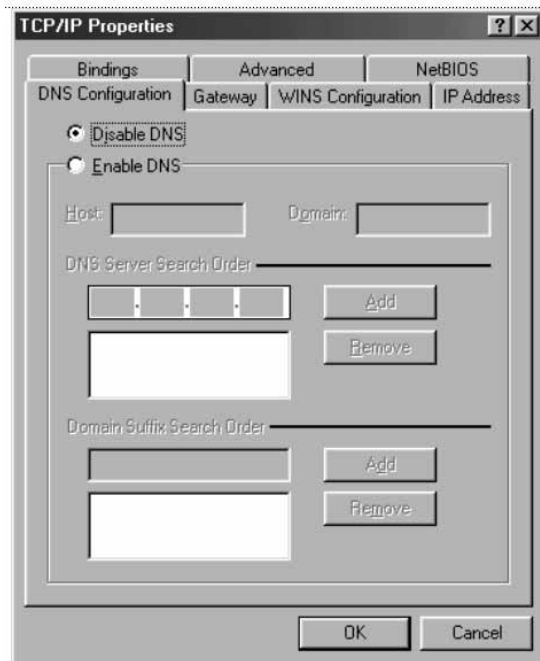 TCP/IP Properties
Bindings Advanced NetBIOS
DNS Configuration Gateway WINS Configuration IP Address
Disable DNS
Enable DNS
Host: Domain:
DNS Server Search Order
. . .
Add
Remove
Domain Suffix Search Order
Add
Remove
OK Cancel